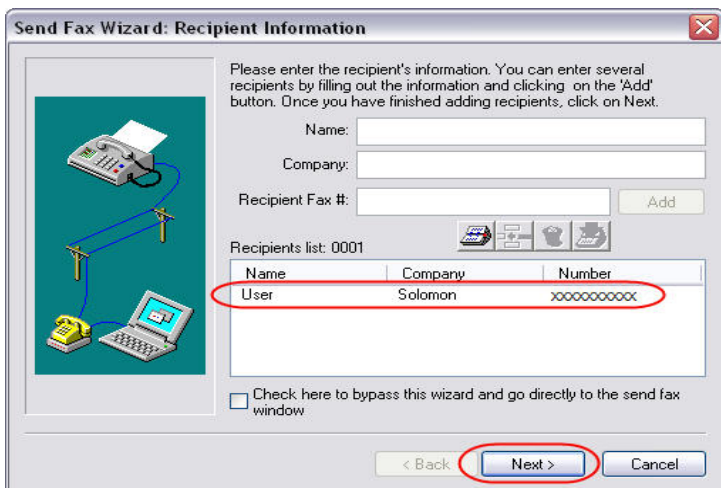 Send Fax Wizard: Recipient Information
Please enter the recipient's information. You can enter several
recipients by filling out the information and clicking on the 'Add'
button. Once you have finished adding recipients, click on Next.
Name:
Company:
Recipient Fax #:
Add
Recipients list: 0001
Name Company Number
User Solomon xxxxxxxxxxx
Check here to bypass this wizard and go directly to the send fax
window
< Back Next > Cancel